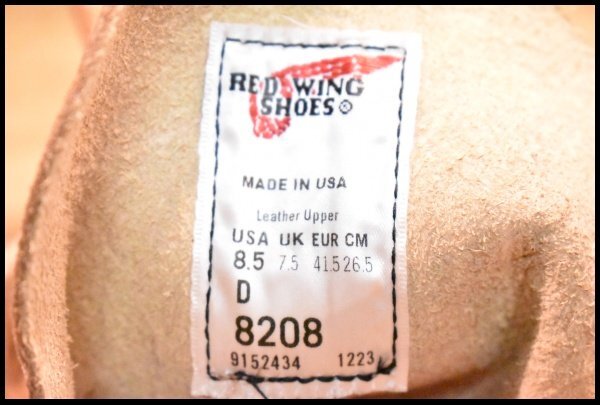 RED WING
SHOES®
MADE IN USA
Leather Upper
USA UK EUR CM
8.5 7.5 41.5 26.5
D
8208
9152434 1223